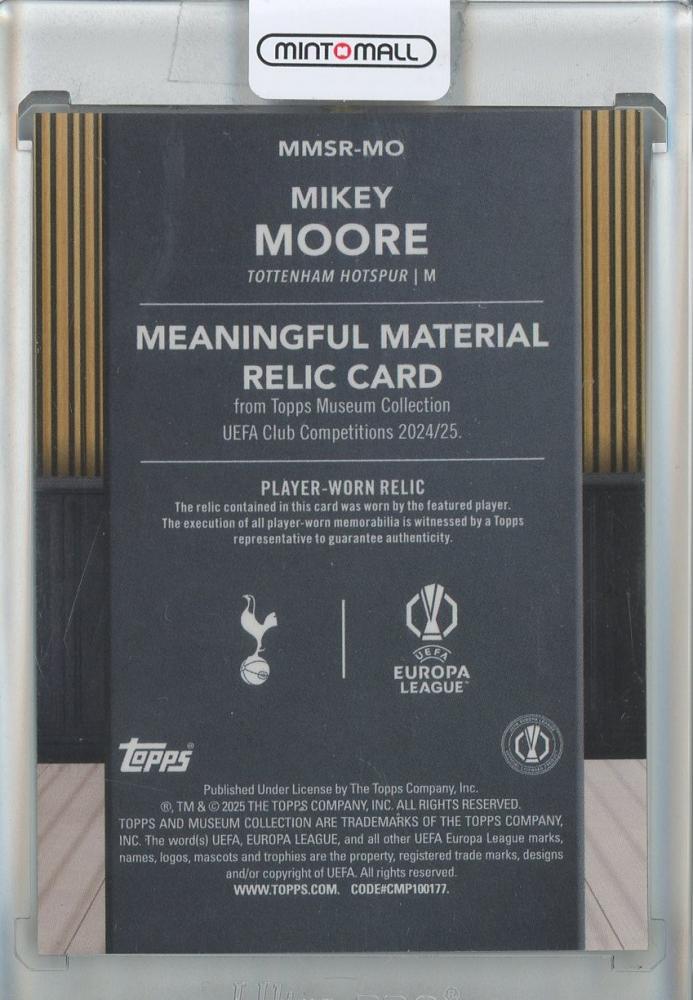 MINTMALL
MMSR-MO
MIKEY
MOORE
TOTTENHAM HOTSPUR | M
MEANINGFUL MATERIAL
RELIC CARD
from Topps Museum Collection
UEFA Club Competitions 2024/25.
PLAYER-WORN RELIC
The relic contained in this card was worn by the featured player.
The execution of all player-worn memorabilia is witnessed by a Topps
representative to guarantee authenticity.
UEFA
EUROPA
LEAGUE™
Topps®
Published Under License by The Topps Company, Inc.
®, TM & © 2025 THE TOPPS COMPANY, INC. ALL RIGHTS RESERVED.
TOPPS AND MUSEUM COLLECTION ARE TRADEMARKS OF THE TOPPS COMPANY,
INC. The word(s) UEFA, EUROPA LEAGUE, and all other UEFA Europa League marks,
names, logos, mascots and trophies are the property, registered trade marks, designs
and/or copyright of UEFA. All rights reserved.
WWW.TOPPS.COM. CODE#CMP100177.